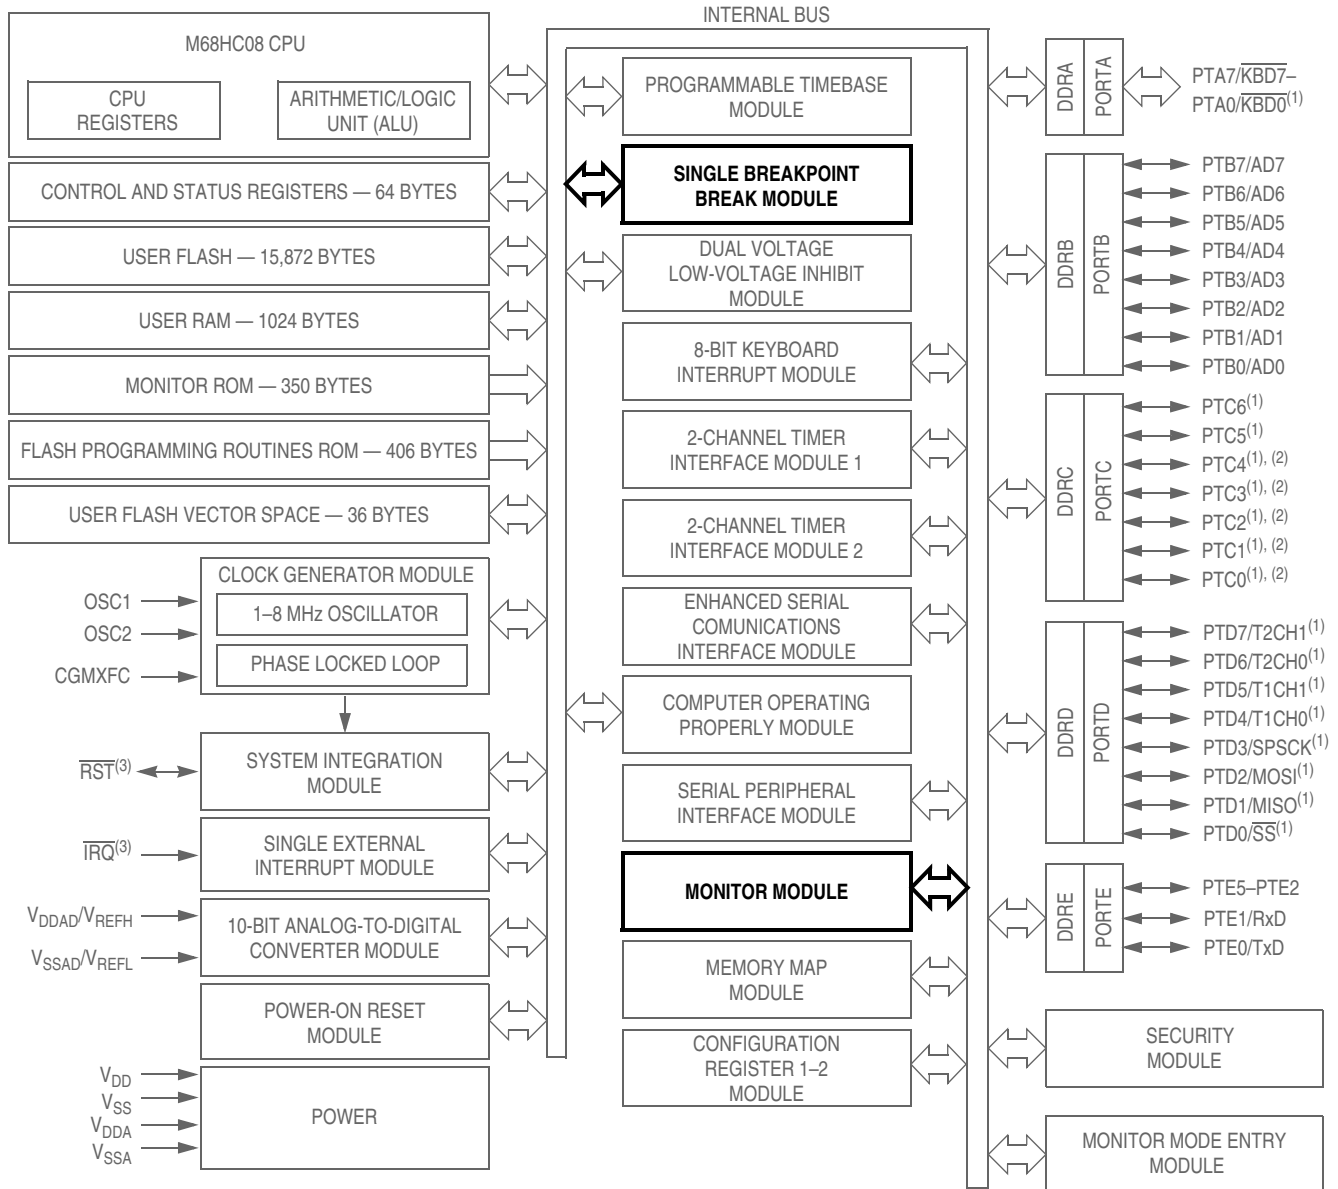 INTERNAL BUS
M68HC08 CPU
CPU
REGISTERS
ARITHMETIC/LOGIC
UNIT (ALU)
CONTROL AND STATUS REGISTERS — 64 BYTES
USER FLASH — 15,872 BYTES
USER RAM — 1024 BYTES
MONITOR ROM — 350 BYTES
FLASH PROGRAMMING ROUTINES ROM — 406 BYTES
USER FLASH VECTOR SPACE — 36 BYTES
CLOCK GENERATOR MODULE
1–8 MHz OSCILLATOR
PHASE LOCKED LOOP
OSC1
OSC2
CGMXFC
SYSTEM INTEGRATION
MODULE
RST(3)
SINGLE EXTERNAL
INTERRUPT MODULE
IRQ(3)
10-BIT ANALOG-TO-DIGITAL
CONVERTER MODULE
VDDAD/VREFH
VSSAD/VREFL
POWER-ON RESET
MODULE
POWER
VDD
VSS
VDDA
VSSA
PROGRAMMABLE TIMEBASE
MODULE
SINGLE BREAKPOINT
BREAK MODULE
DUAL VOLTAGE
LOW-VOLTAGE INHIBIT
MODULE
8-BIT KEYBOARD
INTERRUPT MODULE
2-CHANNEL TIMER
INTERFACE MODULE 1
2-CHANNEL TIMER
INTERFACE MODULE 2
ENHANCED SERIAL
COMUNICATIONS
INTERFACE MODULE
COMPUTER OPERATING
PROPERLY MODULE
SERIAL PERIPHERAL
INTERFACE MODULE
MONITOR MODULE
MEMORY MAP
MODULE
CONFIGURATION
REGISTER 1–2
MODULE
DDRA
PORTA
PTA7/KBD7–
PTA0/KBD0(1)
DDRB
PORTB
PTB7/AD7
PTB6/AD6
PTB5/AD5
PTB4/AD4
PTB3/AD3
PTB2/AD2
PTB1/AD1
PTB0/AD0
DDRC
PORTC
PTC6(1)
PTC5(1)
PTC4(1), (2)
PTC3(1), (2)
PTC2(1), (2)
PTC1(1), (2)
PTC0(1), (2)
DDRD
PORTD
PTD7/T2CH1(1)
PTD6/T2CH0(1)
PTD5/T1CH1(1)
PTD4/T1CH0(1)
PTD3/SPSCK(1)
PTD2/MOSI(1)
PTD1/MISO(1)
PTD0/SS(1)
DDRE
PORTE
PTE5–PTE2
PTE1/RxD
PTE0/TxD
SECURITY
MODULE
MONITOR MODE ENTRY
MODULE